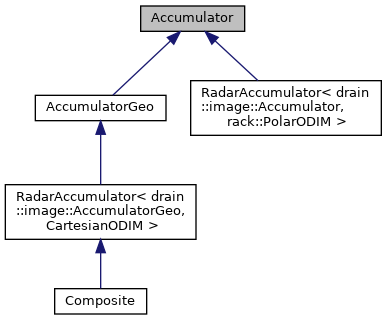 Accumulator
AccumulatorGeo
RadarAccumulator< drain
::image::Accumulator,
rack::PolarODIM >
RadarAccumulator< drain
::image::AccumulatorGeo,
CartesianODIM >
Composite